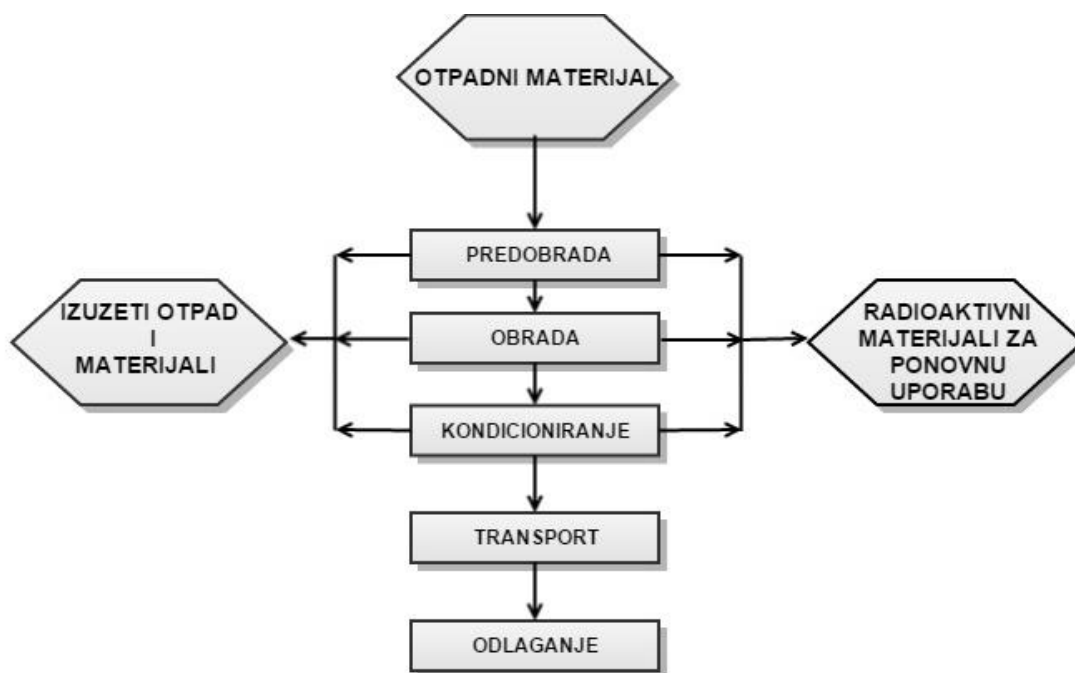 OTPADNI MATERIJAL
PREDOBRADA
IZUZETI OTPAD
I
MATERIJALI
OBRADA
RADIOAKTIVNI
MATERIJALI ZA
PONOVNU
UPORABU
KONDICIONIRANJE
TRANSPORT
ODLAGANJE